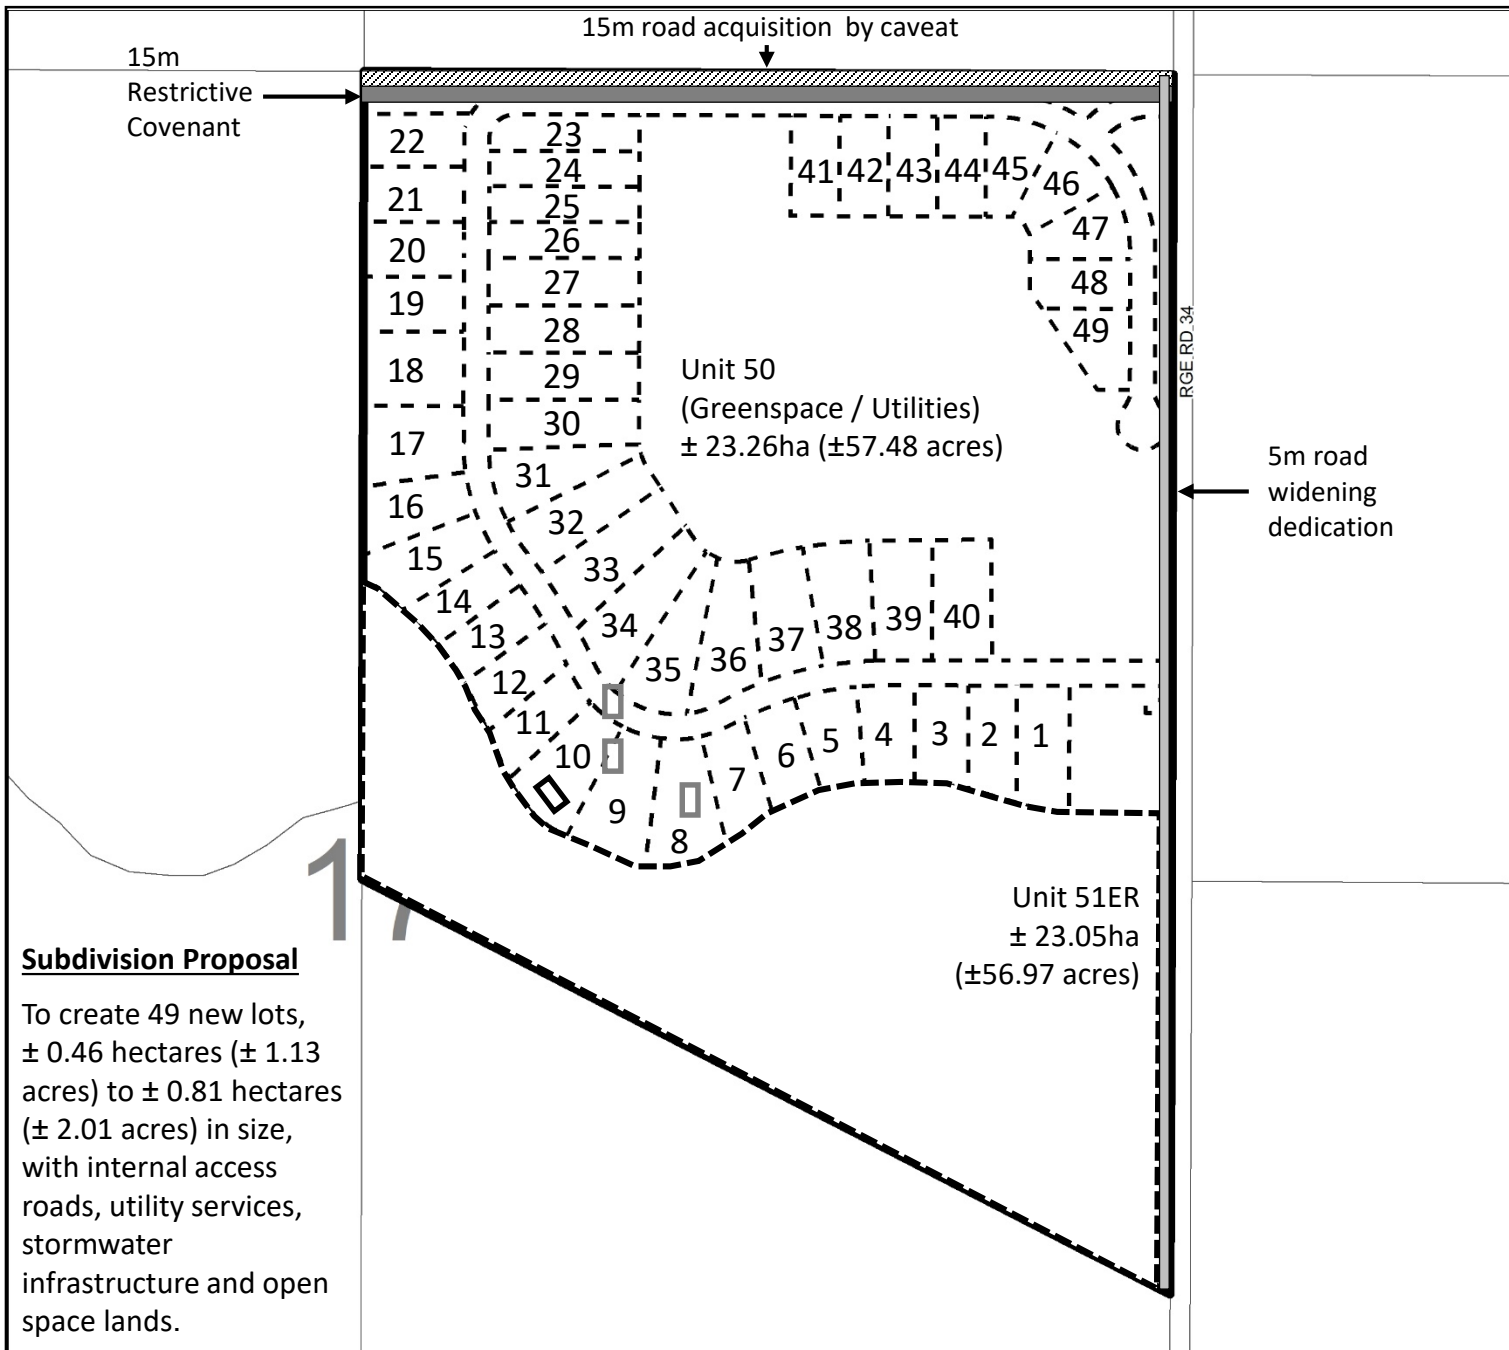 15m road acquisition by caveat
15m
Restrictive
Covenant
22
23
24
21
25
20
26
19
27
18
28
29
17
30
16
31
15
32
14
33
13
34
12
35
11
36
10
37
38
39
40
9
8
7
6
5
4
3
2
1
41
42
43
44
45
46
47
48
49
Unit 50
(Greenspace / Utilities)
± 23.26ha (±57.48 acres)
RGE RD 34
5m road
widening
dedication
17
Unit 51ER
± 23.05ha
(±56.97 acres)
Subdivision Proposal
To create 49 new lots,
± 0.46 hectares (± 1.13
acres) to ± 0.81 hectares
(± 2.01 acres) in size,
with internal access
roads, utility services,
stormwater
infrastructure and open
space lands.